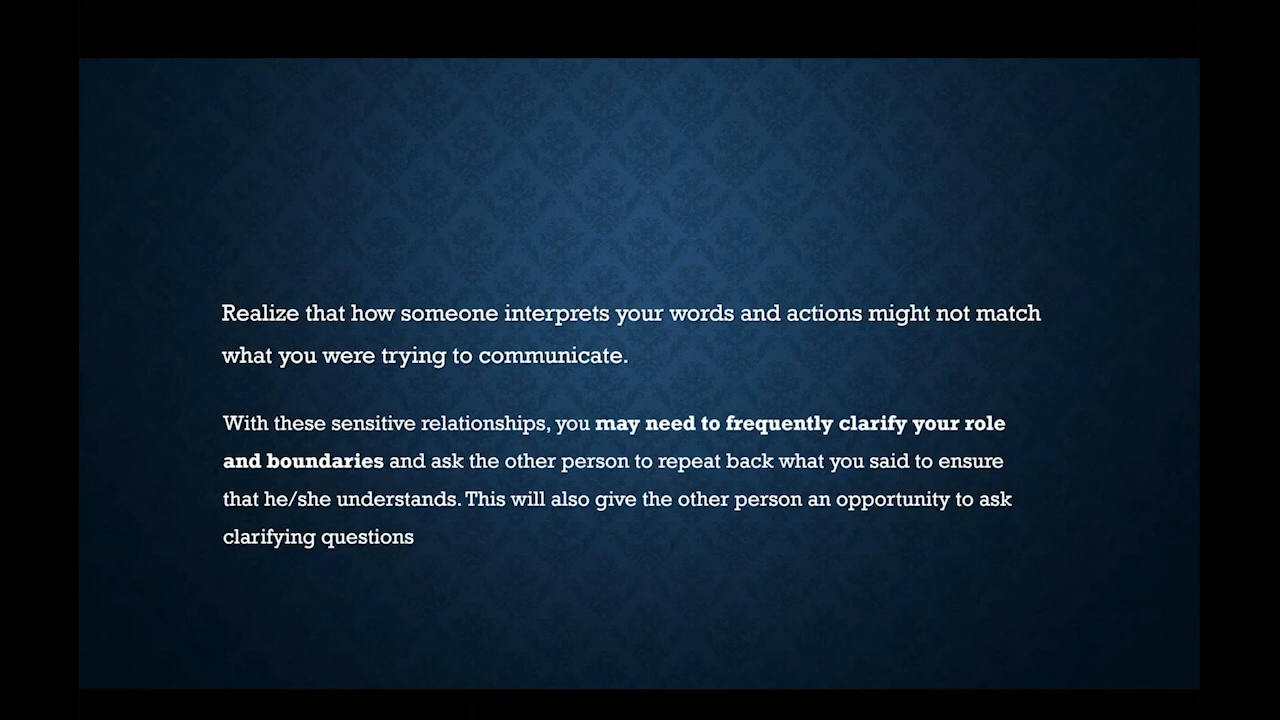 Realize that how someone interprets your words and actions might not match
what you were trying to communicate.
With these sensitive relationships, you may need to frequently clarify your role
and boundaries and ask the other person to repeat back what you said to ensure
that he/she understands. This will also give the other person an opportunity to ask
clarifying questions